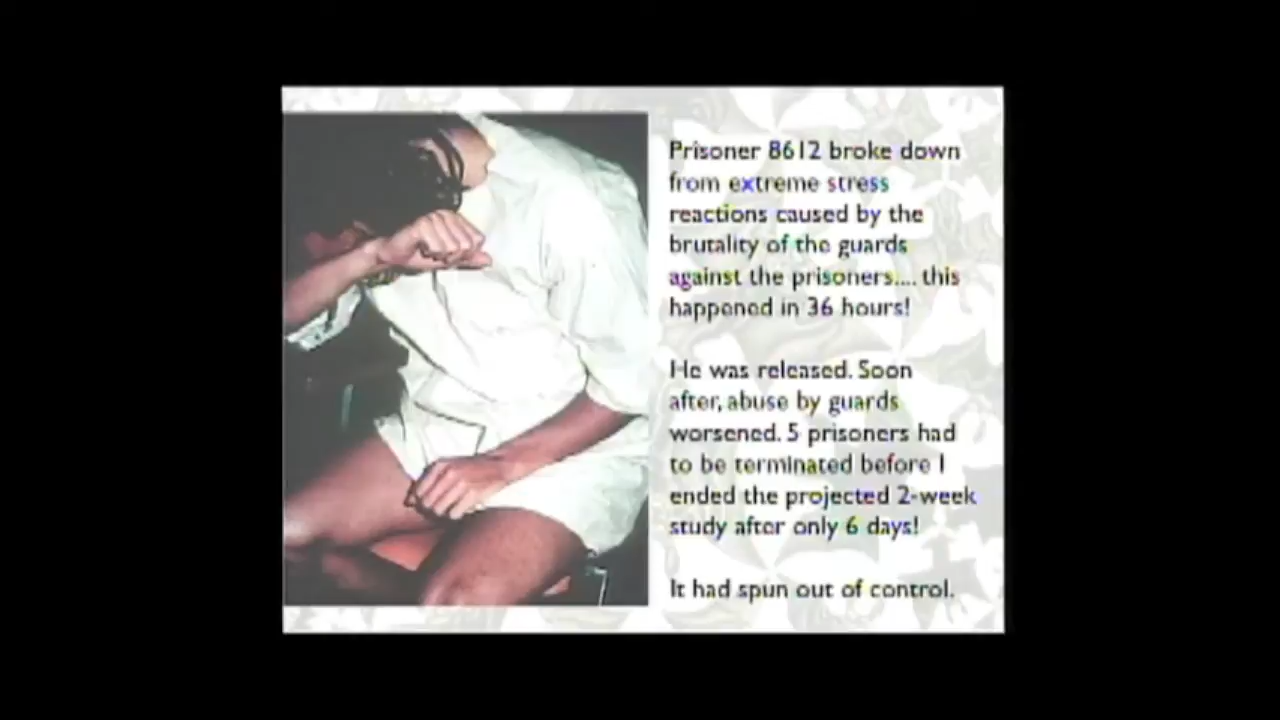 Prisoner 8612 broke down
from extreme stress
reactions caused by the
brutality of the guards
against the prisoners.... this
happened in 36 hours!
He was released. Soon
after, abuse by guards
worsened. 5 prisoners had
to be terminated before I
ended the projected 2-week
study after only 6 days!
It had spun out of control.